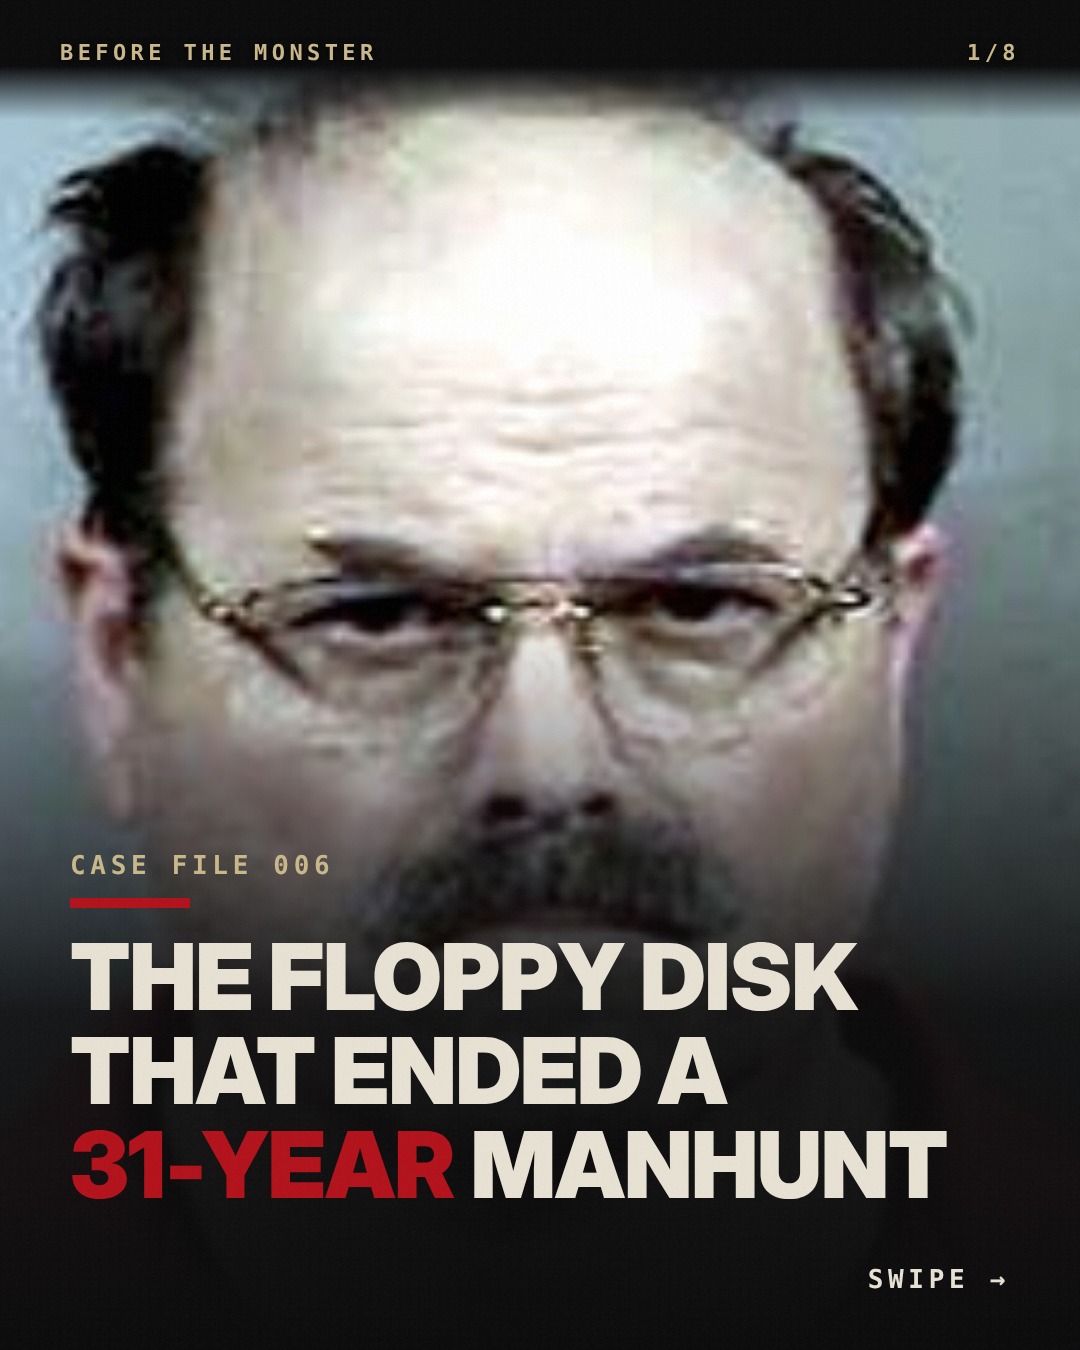 BEFORE THE MONSTER
1/8
CASE FILE 006
THE FLOPPY DISK
THAT ENDED A
31-YEAR MANHUNT
SWIPE →